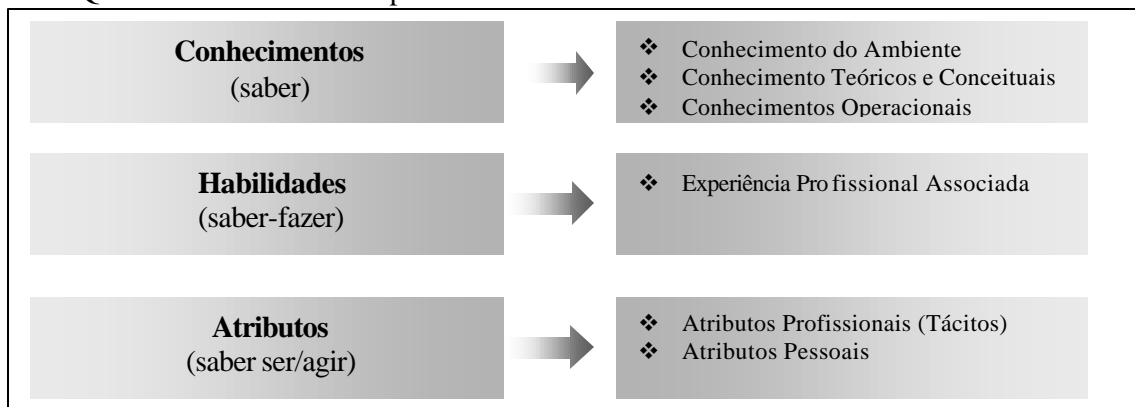 Conhecimentos
(saber)
❖ Conhecimento do Ambiente
❖ Conhecimento Teóricos e Conceituais
❖ Conhecimentos Operacionais
Habilidades
(saber-fazer)
❖ Experiência Profissional Associada
Atributos
(saber ser/agir)
❖ Atributos Profissionais (Tácitos)
❖ Atributos Pessoais